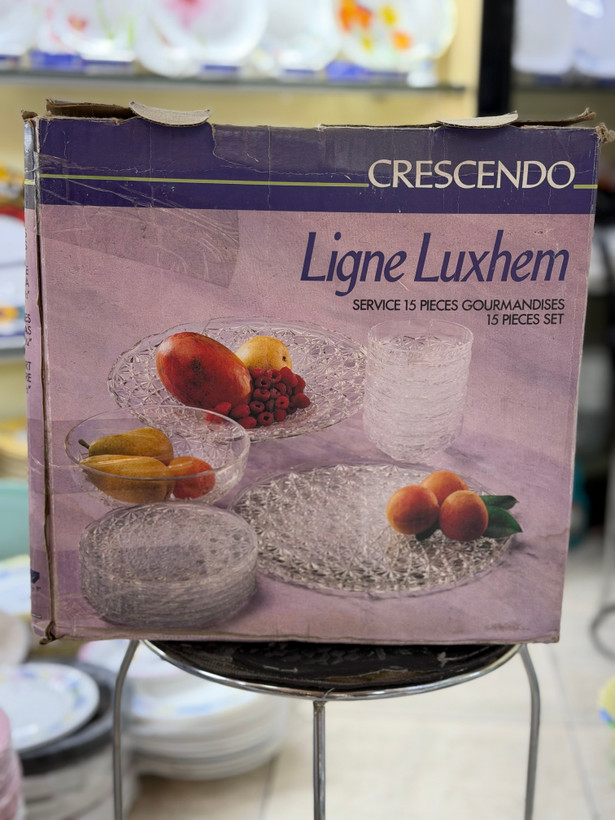 CRESCENDO
Ligne Luxhem
SERVICE 15 PIECES GOURMANDISES
15 PIECES SET